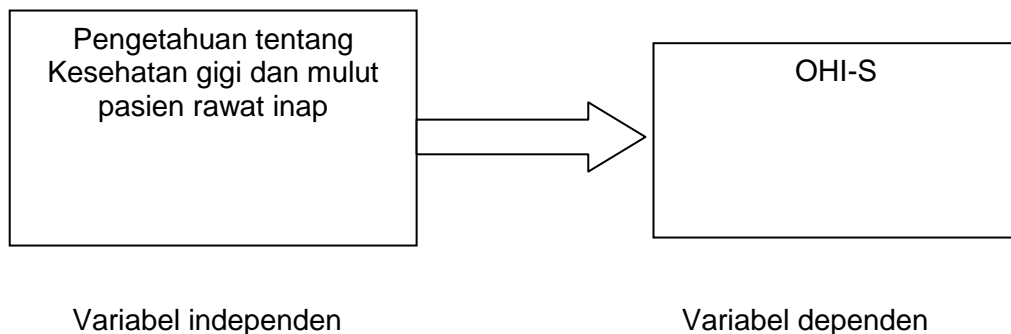 Pengetahuan tentang
Kesehatan gigi dan mulut
pasien rawat inap
OHI-S
Variabel independen
Variabel dependen